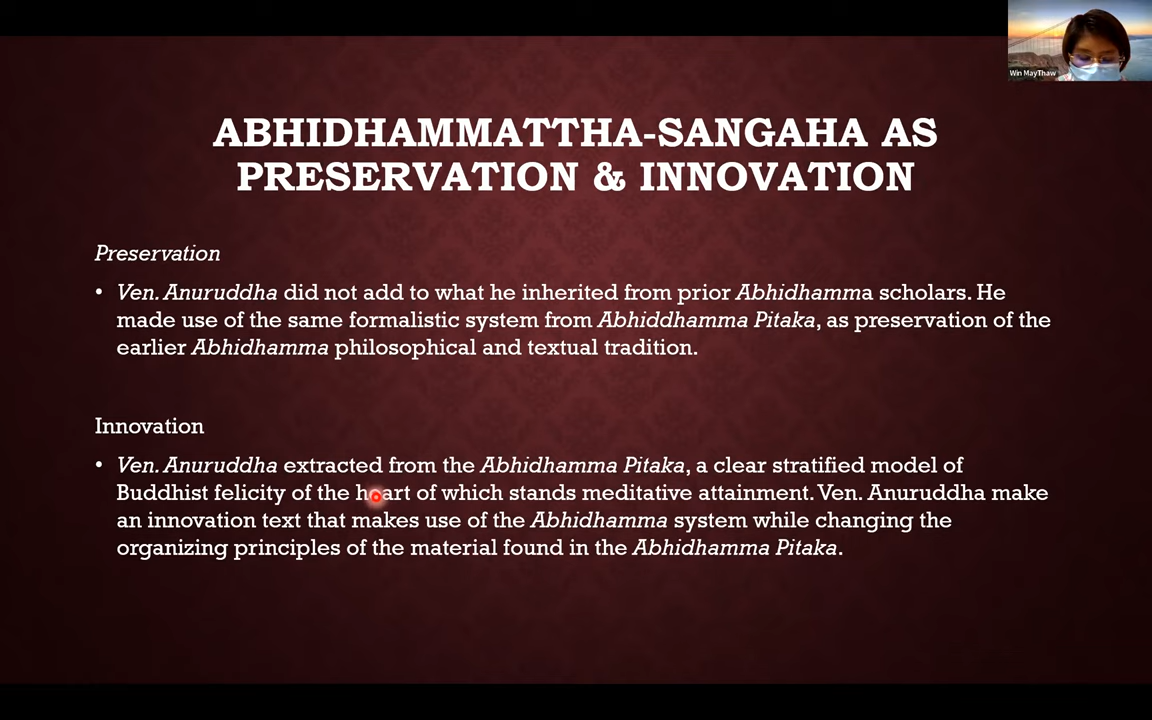 Win MayThaw
ABHIDHAMMATTTHA-SANGAHA AS
PRESERVATION & INNOVATION
Preservation
• Ven. Anuruddha did not add to what he inherited from prior Abhidhamma scholars. He
made use of the same formalistic system from Abhiddhamma Pitaka, as preservation of the
earlier Abhidhamma philosophical and textual tradition.
Innovation
• Ven. Anuruddha extracted from the Abhidhamma Pitaka, a clear stratified model of
Buddhist felicity of the heart of which stands meditative attainment. Ven. Anuruddha make
an innovation text that makes use of the Abhidhamma system while changing the
organizing principles of the material found in the Abhidhamma Pitaka.